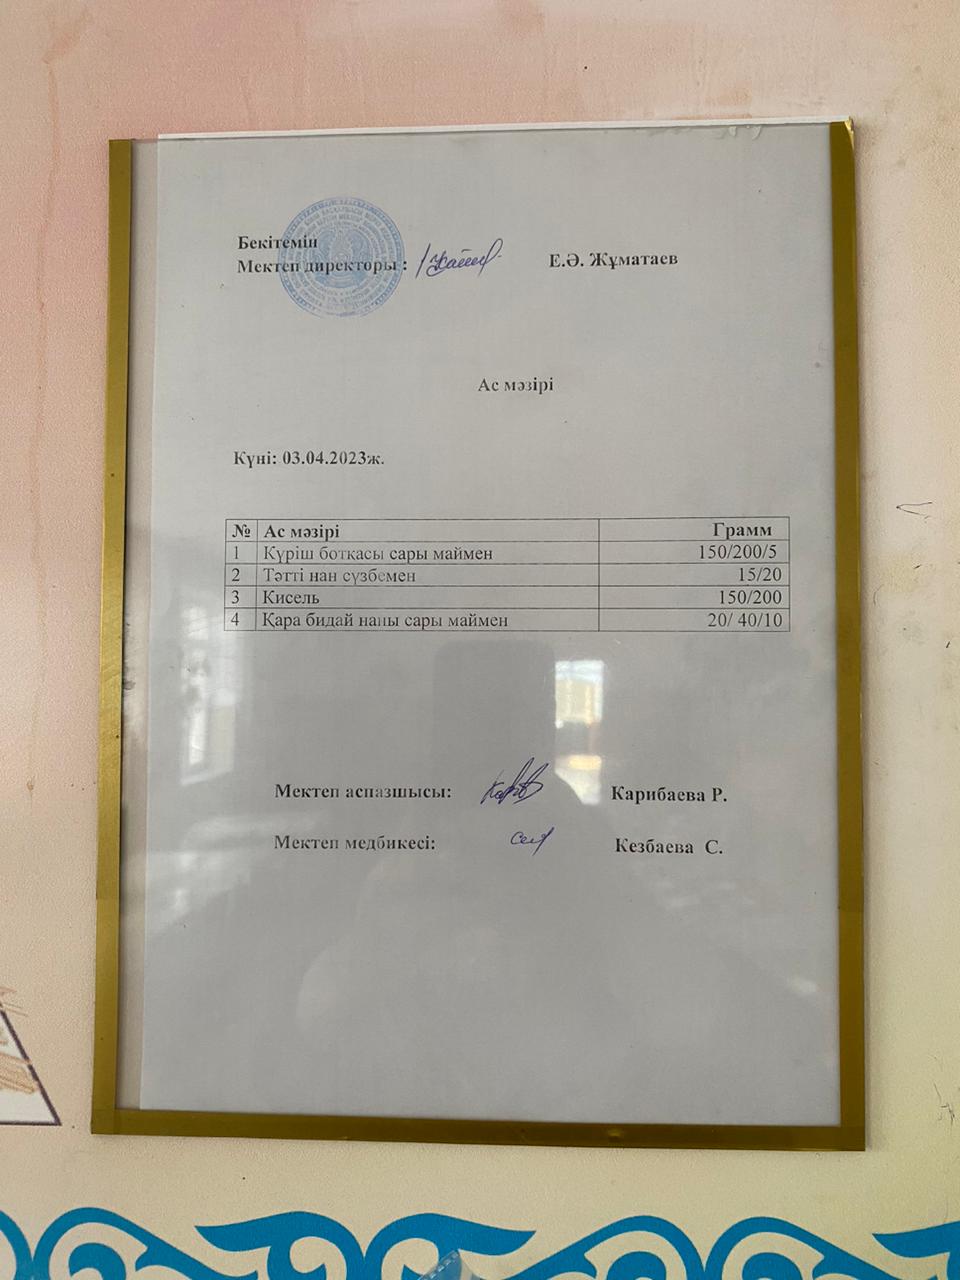 Бекітемін
Мектеп директоры : Е.Ә. Жұматаев
Ас мәзірі
Күні: 03.04.2023ж.
№ Ас мәзірі Грамм
1 Күріш ботқасы сары маймен 150/200/5
2 Тәтті нан сүзбемен 15/20
3 Кисель 150/200
4 Қара бидай наны сары маймен 20/ 40/10
Мектеп аспазшысы: Карибаева Р.
Мектеп медбикесі: Кезбаева С.